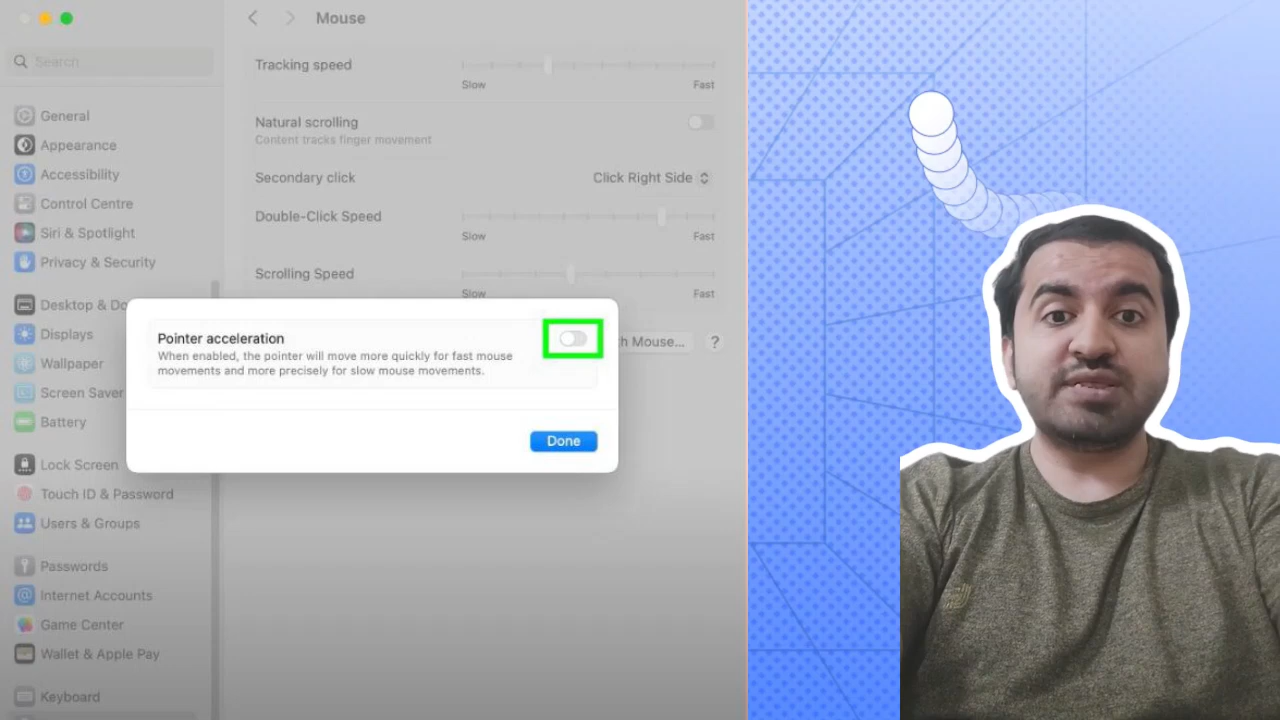 Mouse
Search
General
Appearance
Accessibility
Control Centre
Siri & Spotlight
Privacy & Security
Desktop & Do
Displays
Wallpaper
Screen Saver
Battery
Lock Screen
Touch ID & Password
Users & Groups
Passwords
Internet Accounts
Game Center
Wallet & Apple Pay
Keyboard
Tracking speed
Slow Fast
Natural scrolling
Content tracks finger movement
Secondary click Click Right Side
Double-Click Speed
Slow Fast
Scrolling Speed
Slow Fast
h Mouse... ?
Pointer acceleration
When enabled, the pointer will move more quickly for fast mouse
movements and more precisely for slow mouse movements.
Done